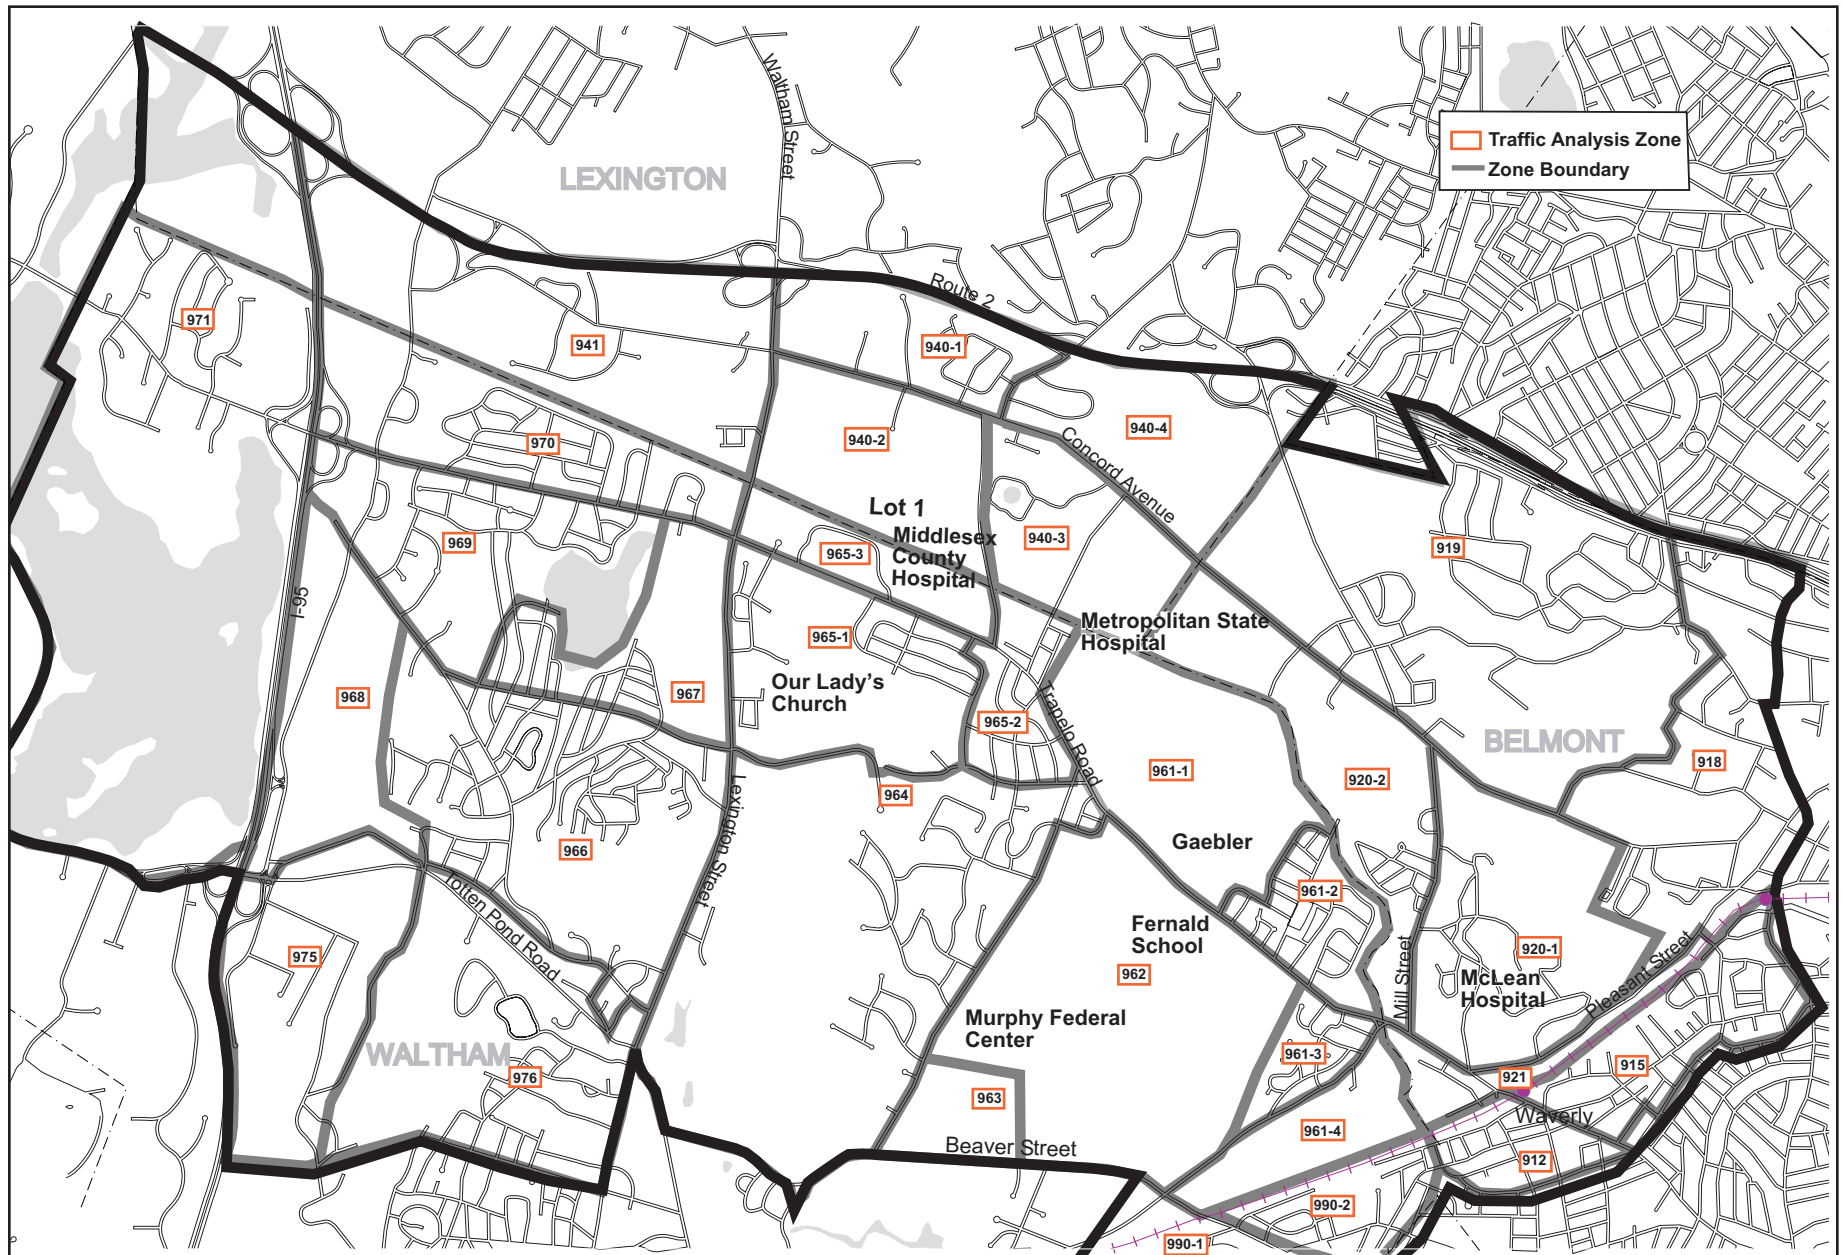 Waltham Street
Traffic Analysis Zone
Zone Boundary
LEXINGTON
Route 2
971
941
940-1
940-2
940-4
970
Concord Avenue
Lot 1
Middlesex
County
Hospital
969
965-3
940-3
919
I-95
Metropolitan State
Hospital
965-1
Our Lady's
Church
968
967
965-2
Trapelo Road
BELMONT
918
961-1
920-2
964
Lexington Street
966
Gaebler
Totten Pond Road
961-2
Fernald
School
962
975
920-1
Pleasant Street
McLean
Hospital
Mill Street
Murphy Federal
Center
WALTHAM
976
961-3
921
915
963
Waverly
961-4
Beaver Street
912
990-2
990-1